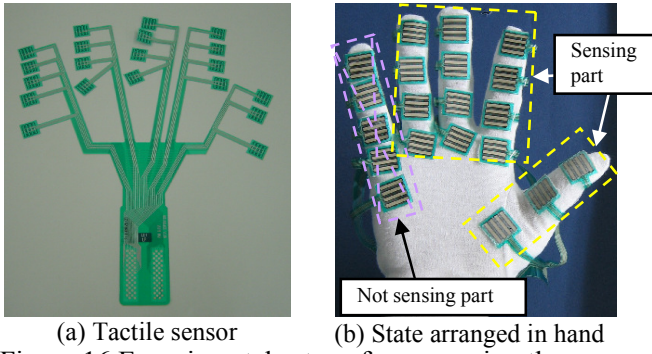 Sensing
part
Not sensing part
(a) Tactile sensor
(b) State arranged in hand